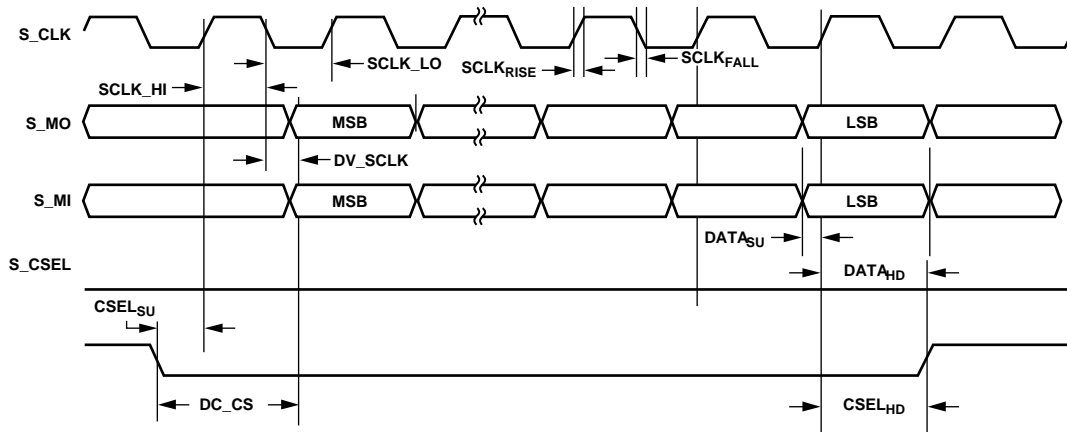 S_CLK
SCLK_LO
SCLKRISE
SCLKFALL
SCLK_HI
S_MO
MSB
LSB
DV_SCLK
S_MI
MSB
LSB
DATASU
S_CSEL
DATAHD
CSELSU
DC_CS
CSELHD